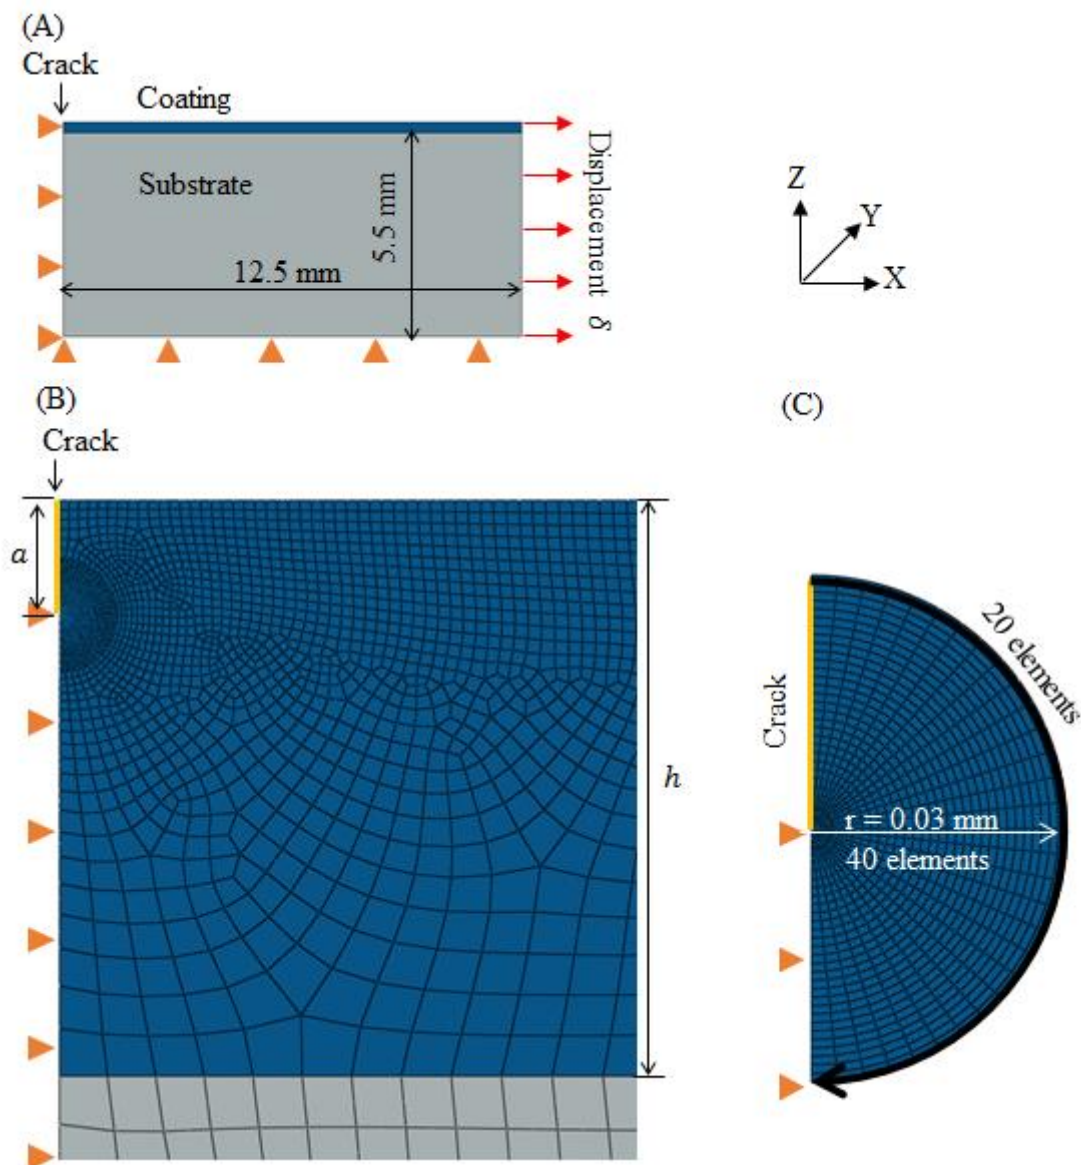 (A)
Crack
Coating
Substrate
5.5 mm
12.5 mm
Displacement δ
Z
Y
X
(B)
Crack
a
h
(C)
Crack
20 elements
r = 0.03 mm
40 elements